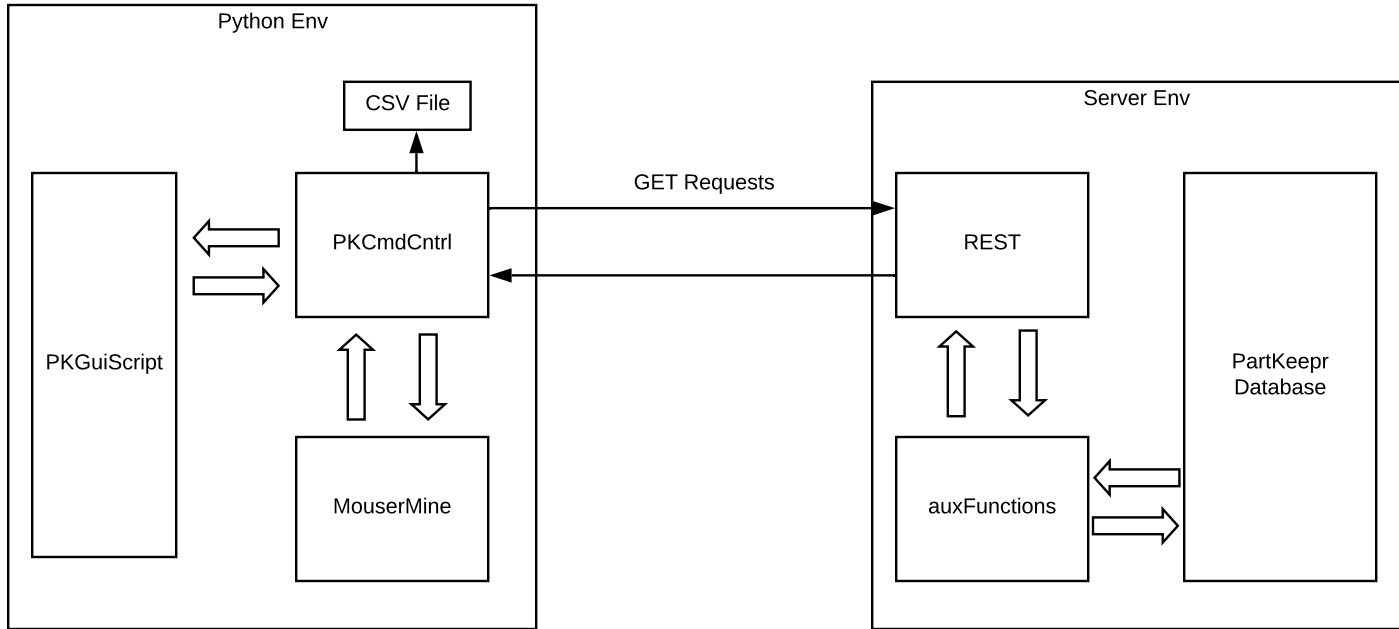 Python Env
Server Env
CSV File
GET Requests
PKCmdCntrl
REST
PKGuiScript
PartKeepr
Database
MouserMine
auxFunctions